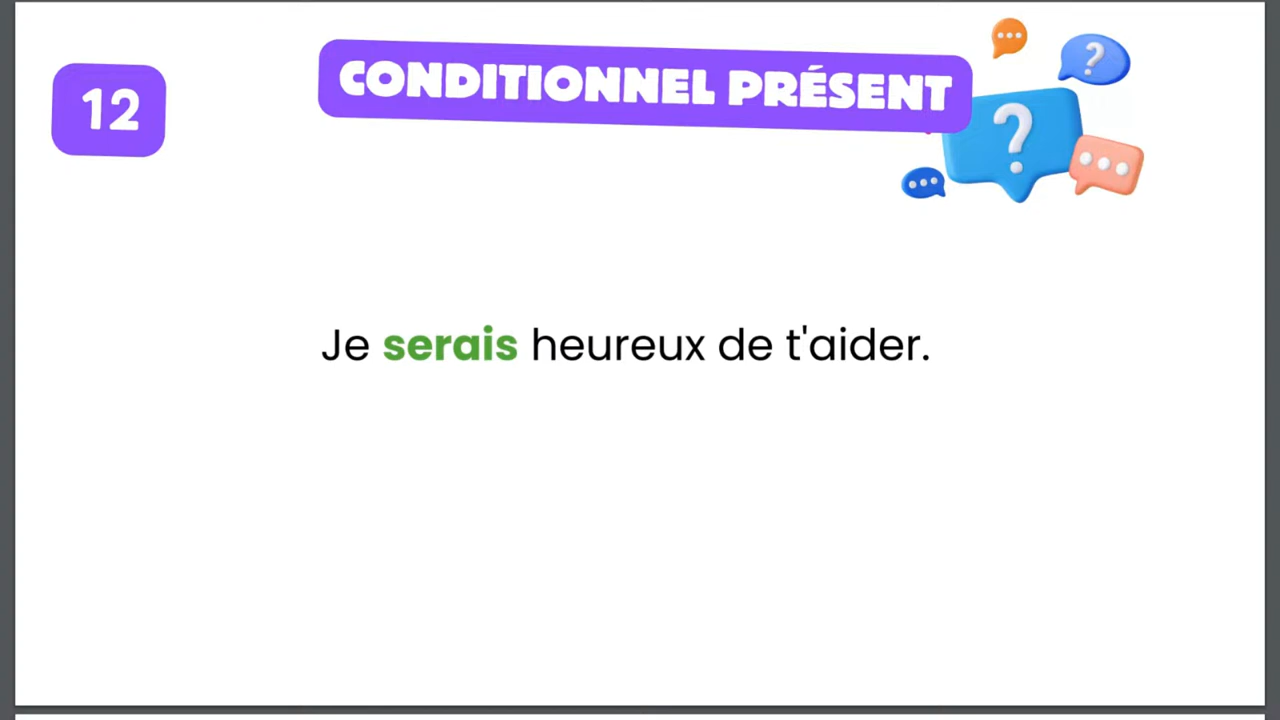 12
CONDITIONNEL PRÉSENT
?
?
Je serais heureux de t'aider.